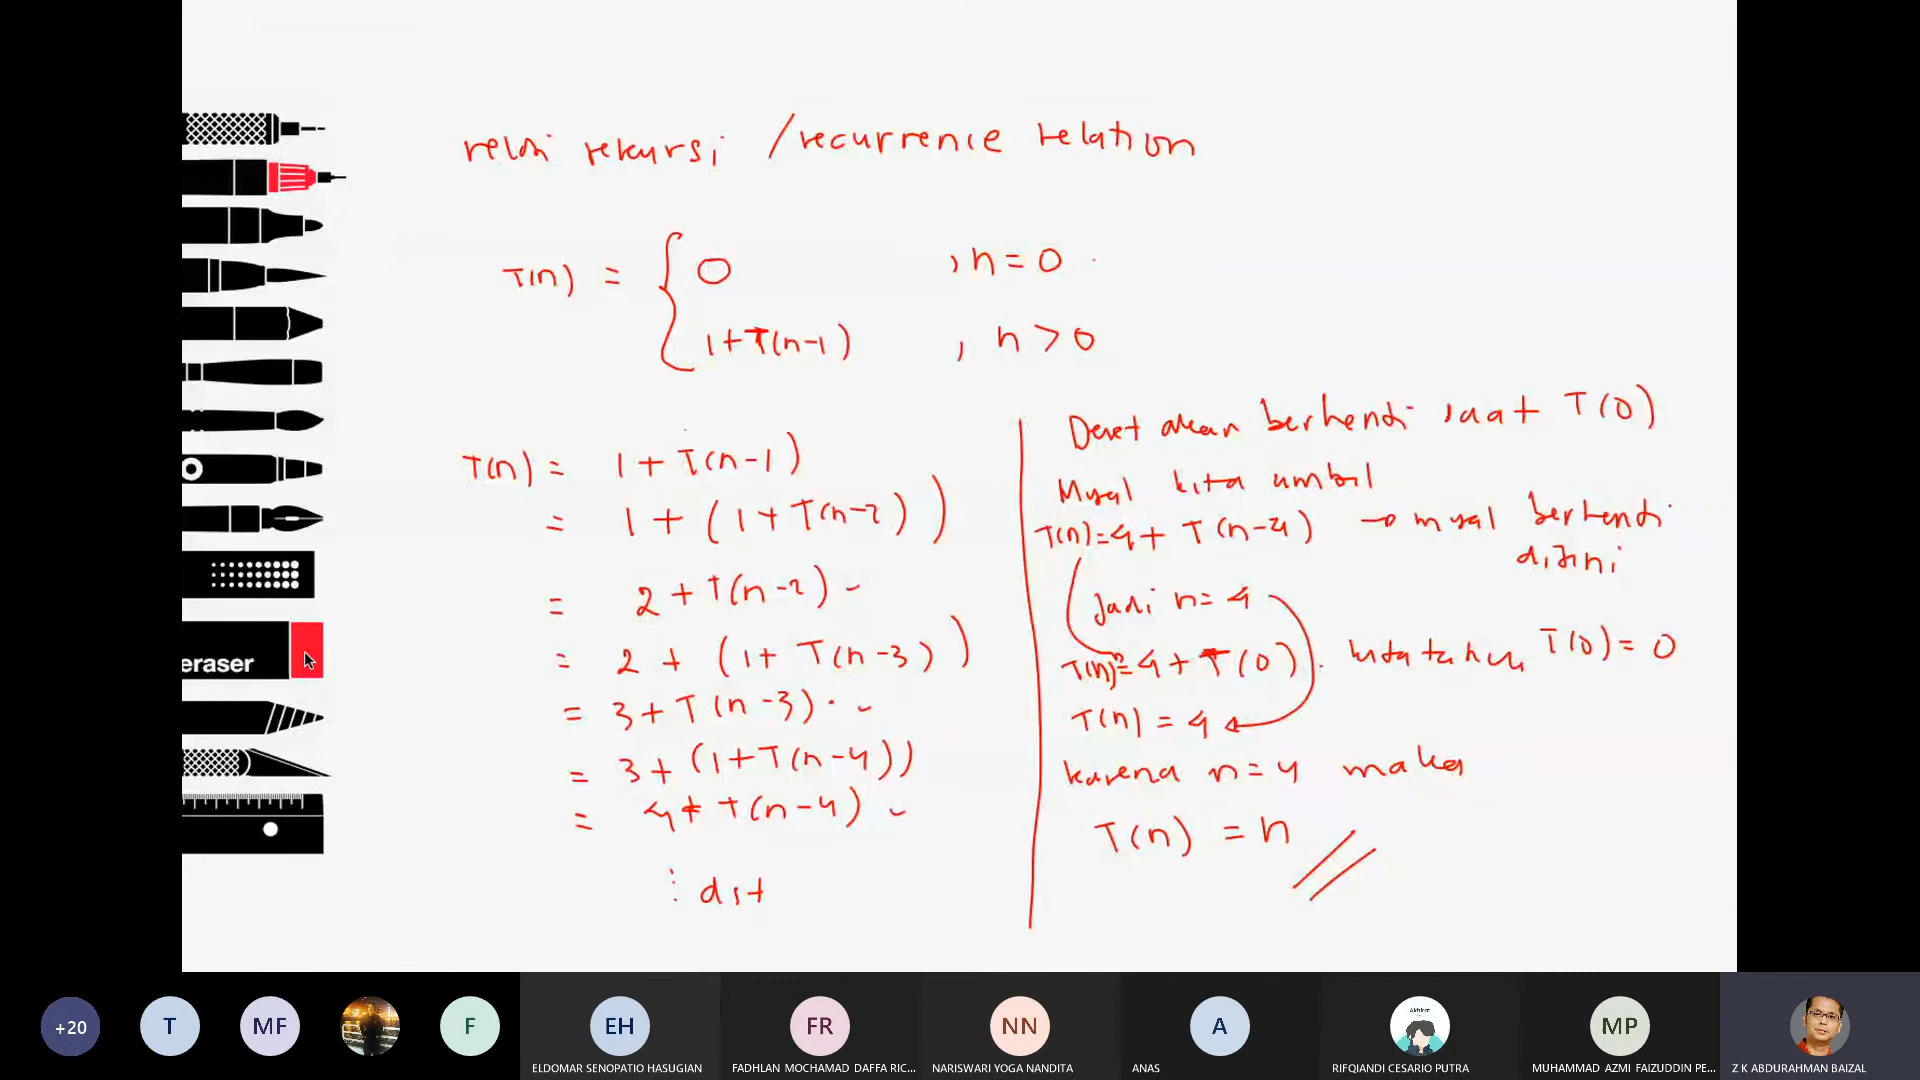 relasi rekursi / recurrence relation
T(n) = { 0 , n = 0
1 + T(n-1) , n > 0
T(n) = 1 + T(n-1)
= 1 + (1 + T(n-2))
= 2 + T(n-2)
= 2 + (1 + T(n-3))
= 3 + T(n-3)
= 3 + (1 + T(n-4))
= 4 + T(n-4)
⋮ dst
Deret akan berhenti saat T(0)
Misal kita ambil
T(n) = 4 + T(n-4) → misal berhenti
disini
Jadi n = 4
T(n) = 4 + T(0). kita tahu T(0) = 0
T(n) = 4
karena n = 4 maka
T(n) = n //
eraser
+20
T
MF
F
EH
FR
NN
A
MP
ELDOMAR SENOPATIO HASUGIAN
FADHLAN MOCHAMAD DAFFA RIC...
NARISWARI YOGA NANDITA
ANAS
RIFQIANDI CESARIO PUTRA
MUHAMMAD AZMI FAIZUDDIN PE...
Z K ABDURAHMAN BAIZAL